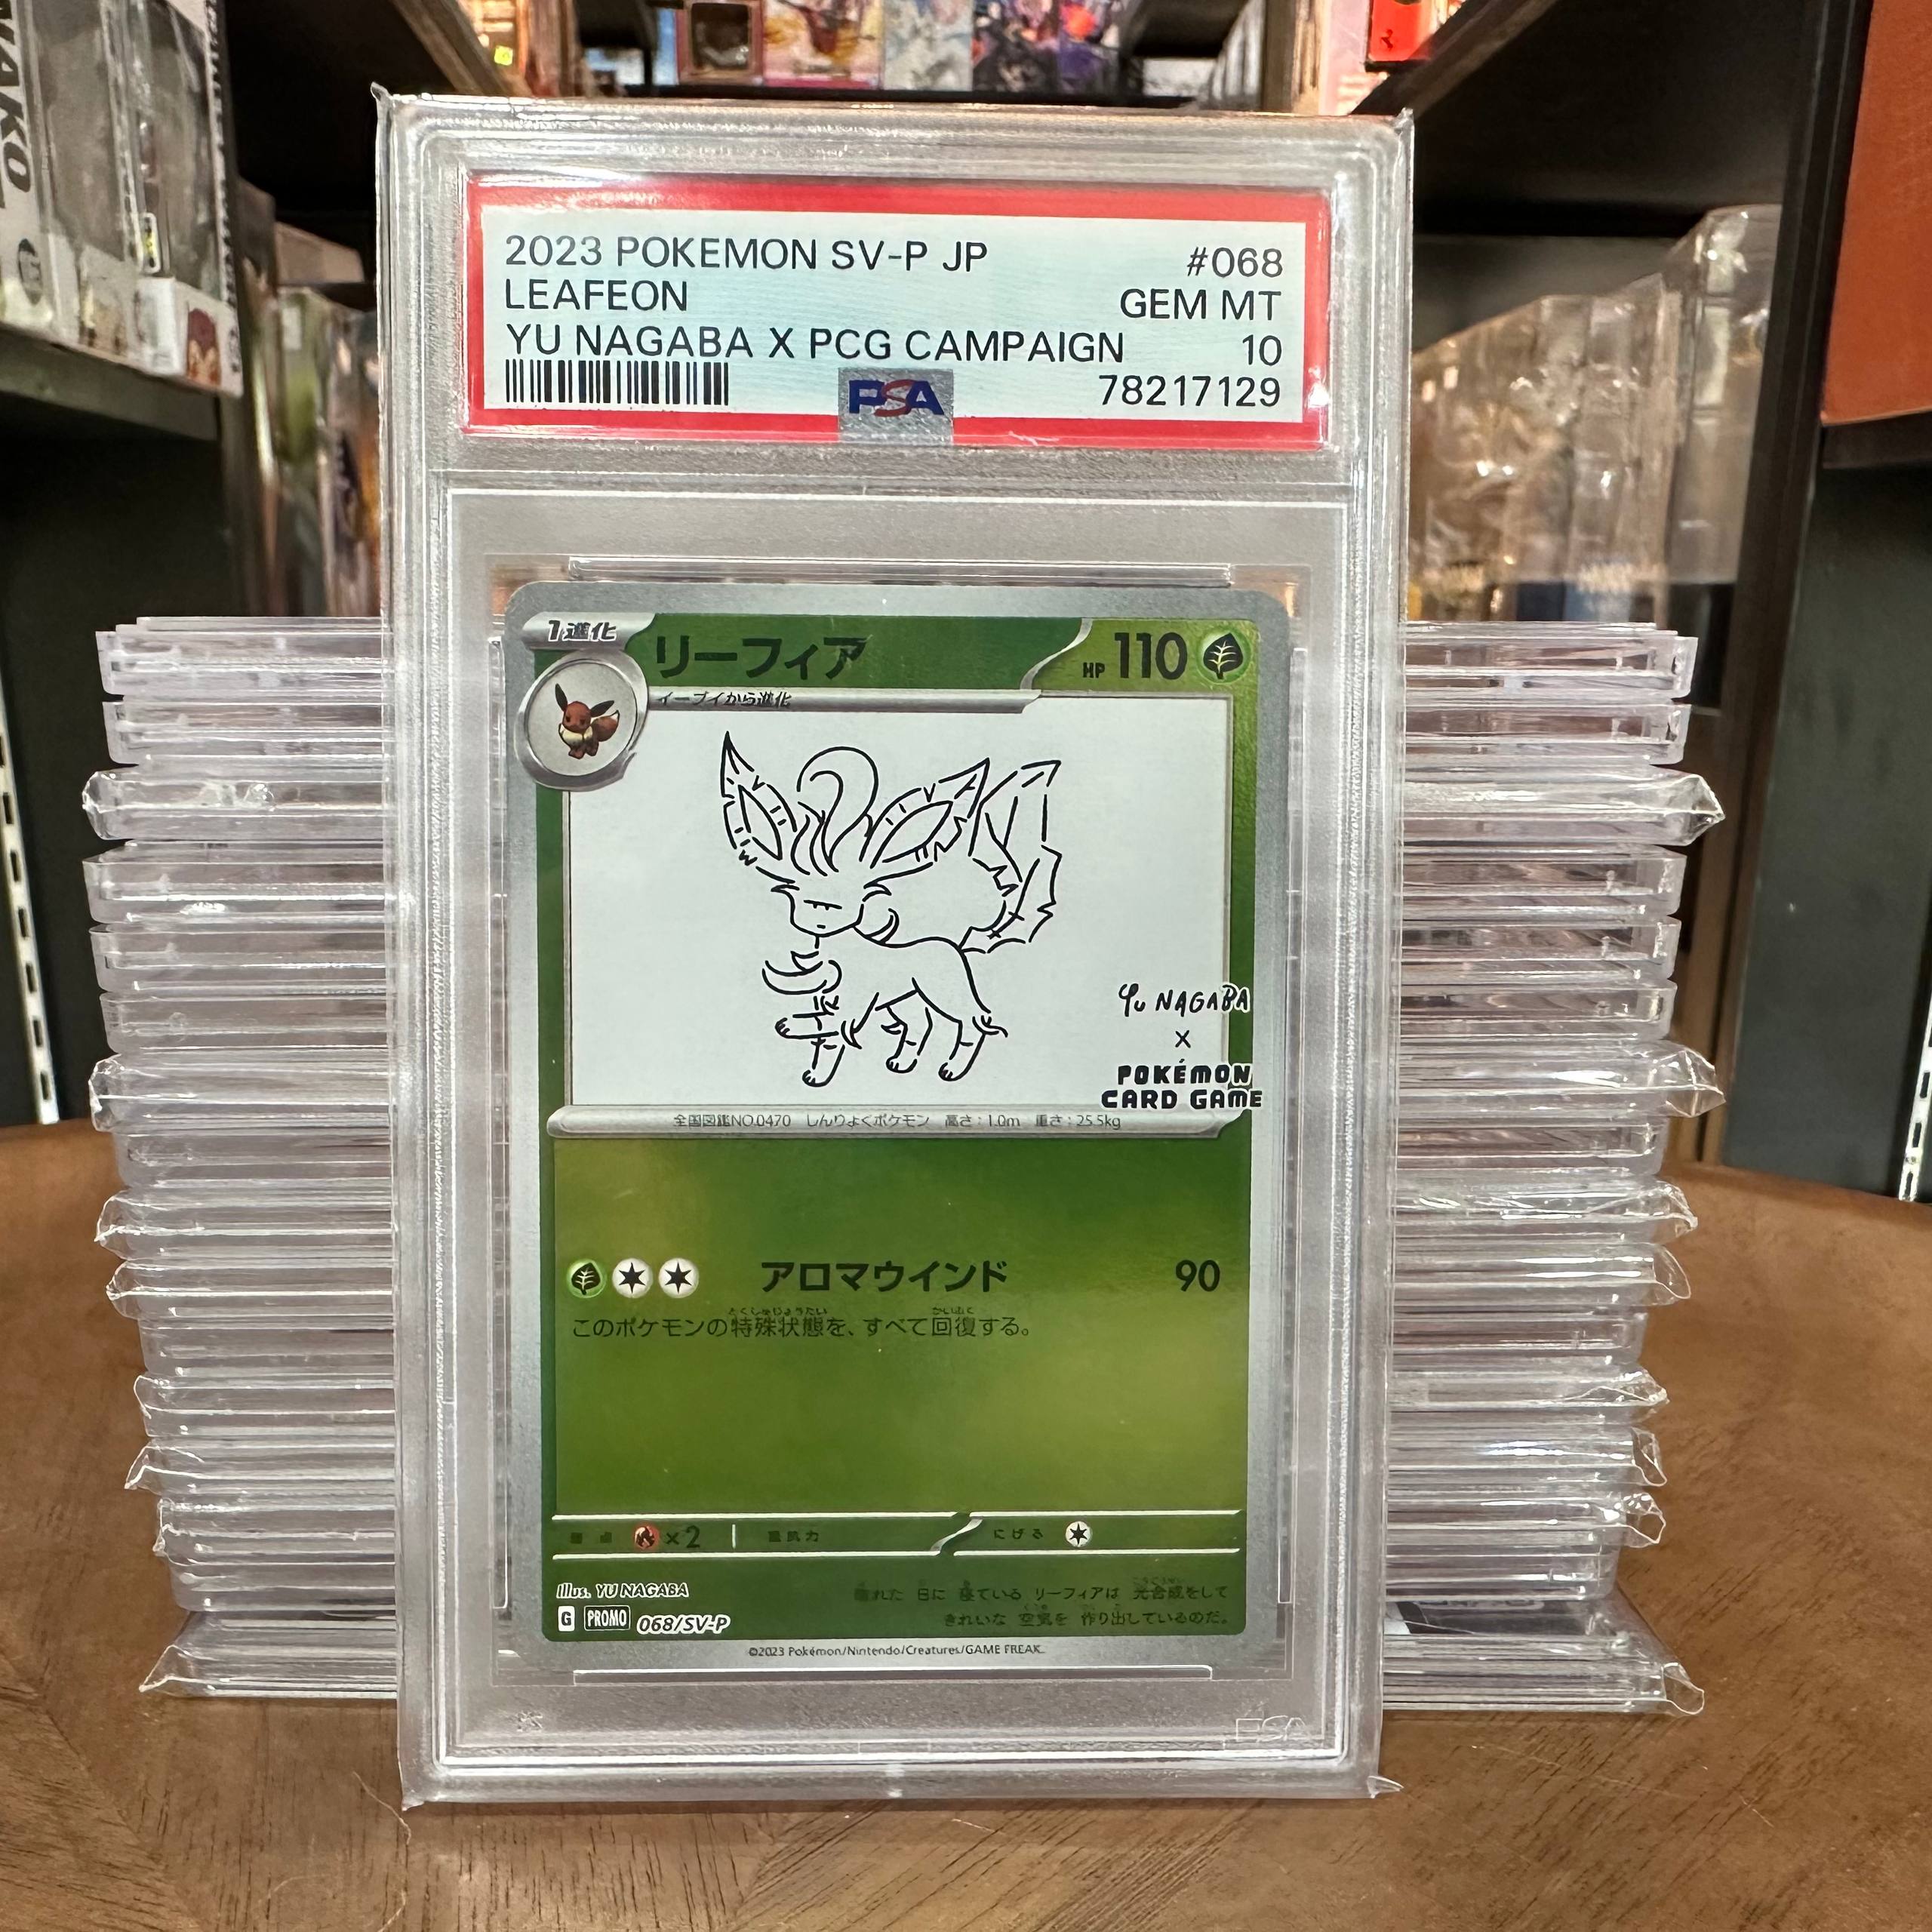 2023 POKEMON SV-P JP #068
LEAFEON GEM MT
YU NAGABA X PCG CAMPAIGN 10
PSA 78217129
1進化 リーフィア HP 110
イーブイから進化
Yu NAGABA
×
POKÉMON
CARD GAME
全国図鑑NO.0470 しんりょくポケモン 高さ:1.0m 重さ:25.5kg
アロマウインド 90
このポケモンの特殊状態を、すべて回復する。
×2 抵抗力 にげる
Illus. YU NAGABA
れた 日に 寝ている リーフィアは 光合成をして
G PROMO 068/SV-P きれいな 空気を 作り出しているのだ。
©2023 Pokémon/Nintendo/Creatures/GAME FREAK.
PSA